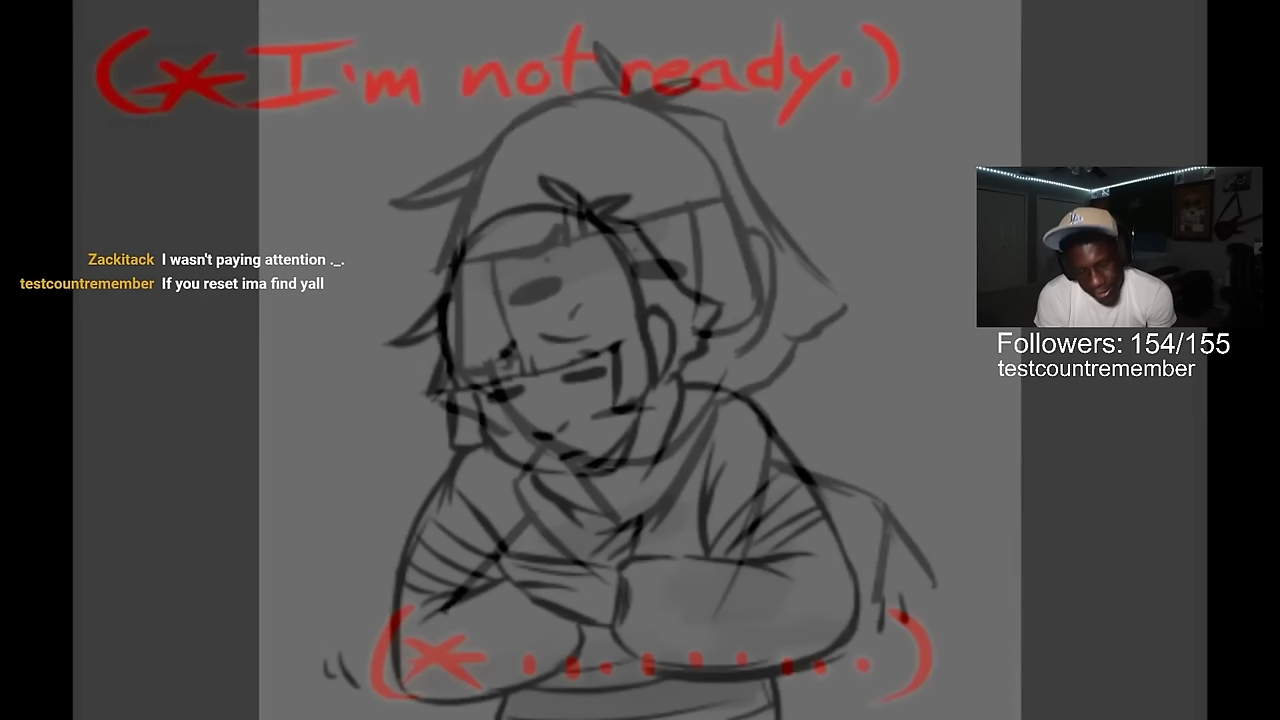 (*I'm not ready.)
Zackitack I wasn't paying attention ._.
testcountremember If you reset ima find yall
Followers: 154/155
testcountremember
(* .........)